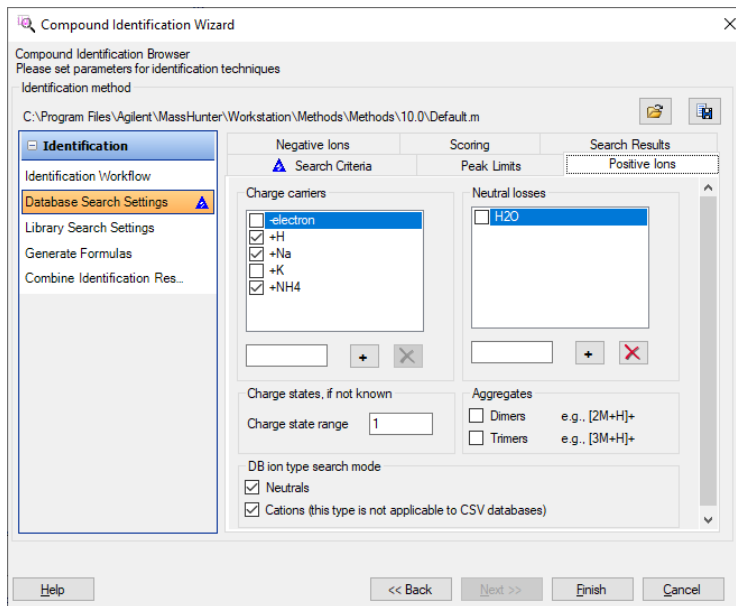 Compound Identification Wizard
Compound Identification Browser
Please set parameters for identification techniques
Identification method
C:\Program Files\Agilent\MassHunter\Workstation\Methods\Methods\10.0\Default.m
Identification
Identification Workflow
Database Search Settings
Library Search Settings
Generate Formulas
Combine Identification Res...
Negative Ions Scoring Search Results
Search Criteria Peak Limits Positive Ions
Charge carriers
-electron
+H
+Na
+K
+NH4
+
Neutral losses
H2O
+
Charge states, if not known
Charge state range 1
Aggregates
Dimers e.g., [2M+H]+
Trimers e.g., [3M+H]+
DB ion type search mode
Neutrals
Cations (this type is not applicable to CSV databases)
Help << Back Next >> Finish Cancel